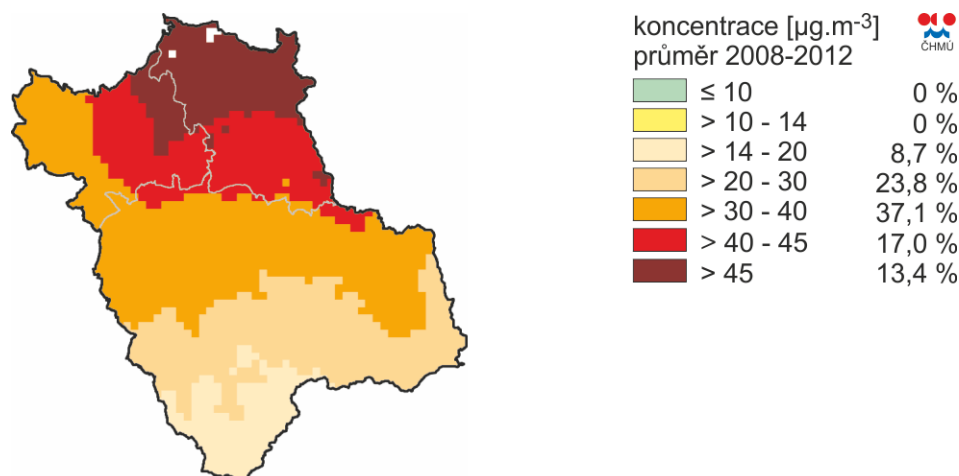 koncentrace [µg.m-3]
průměr 2008-2012
ČHMÚ
≤ 10 0 %
> 10 - 14 0 %
> 14 - 20 8,7 %
> 20 - 30 23,8 %
> 30 - 40 37,1 %
> 40 - 45 17,0 %
> 45 13,4 %